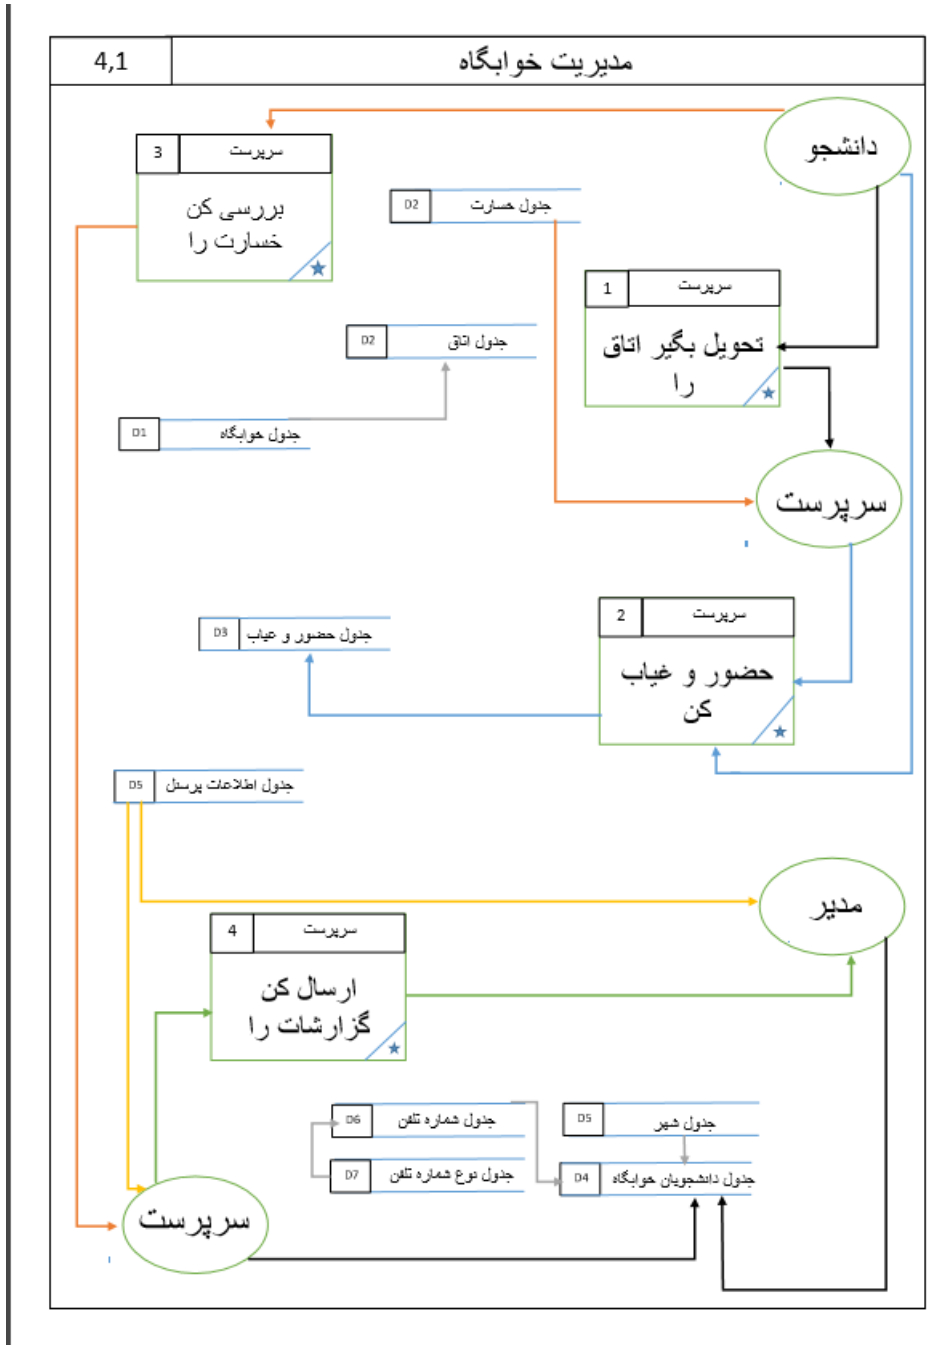 مدیریت خوابگاه
4,1
دانشجو
سرپرست
3
بررسی کن
خسارت را
جدول خسارت
D2
سرپرست
1
تحویل بگیر اتاق
را
جدول اتاق
D2
جدول خوابگاه
D1
سرپرست
سرپرست
2
حضور و غیاب
کن
جدول حضور و غیاب
D3
جدول اطلاعات پرسنل
D5
مدیر
سرپرست
4
ارسال کن
گزارشات را
جدول شهر
D5
جدول شماره تلفن
D6
جدول دانشجویان خوابگاه
D4
جدول نوع شماره تلفن
D7
سرپرست